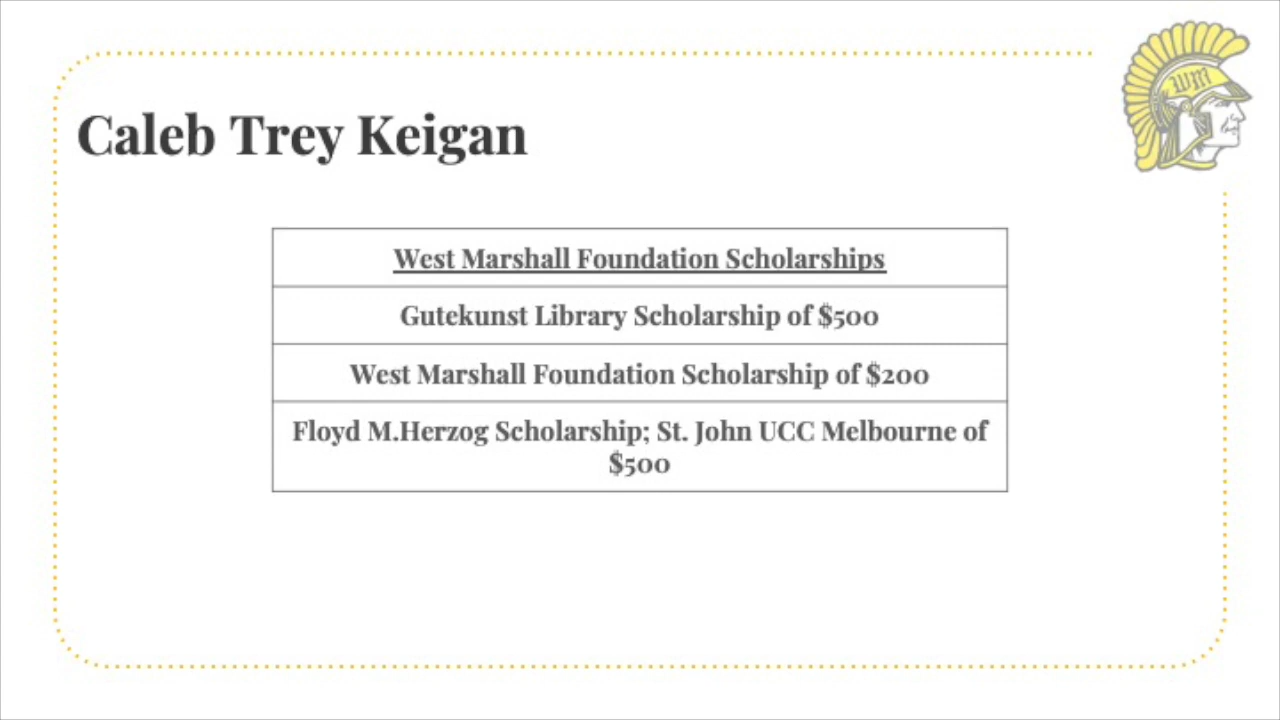 WM
Caleb Trey Keigan
West Marshall Foundation Scholarships
Gutekunst Library Scholarship of $500
West Marshall Foundation Scholarship of $200
Floyd M.Herzog Scholarship; St. John UCC Melbourne of
$500